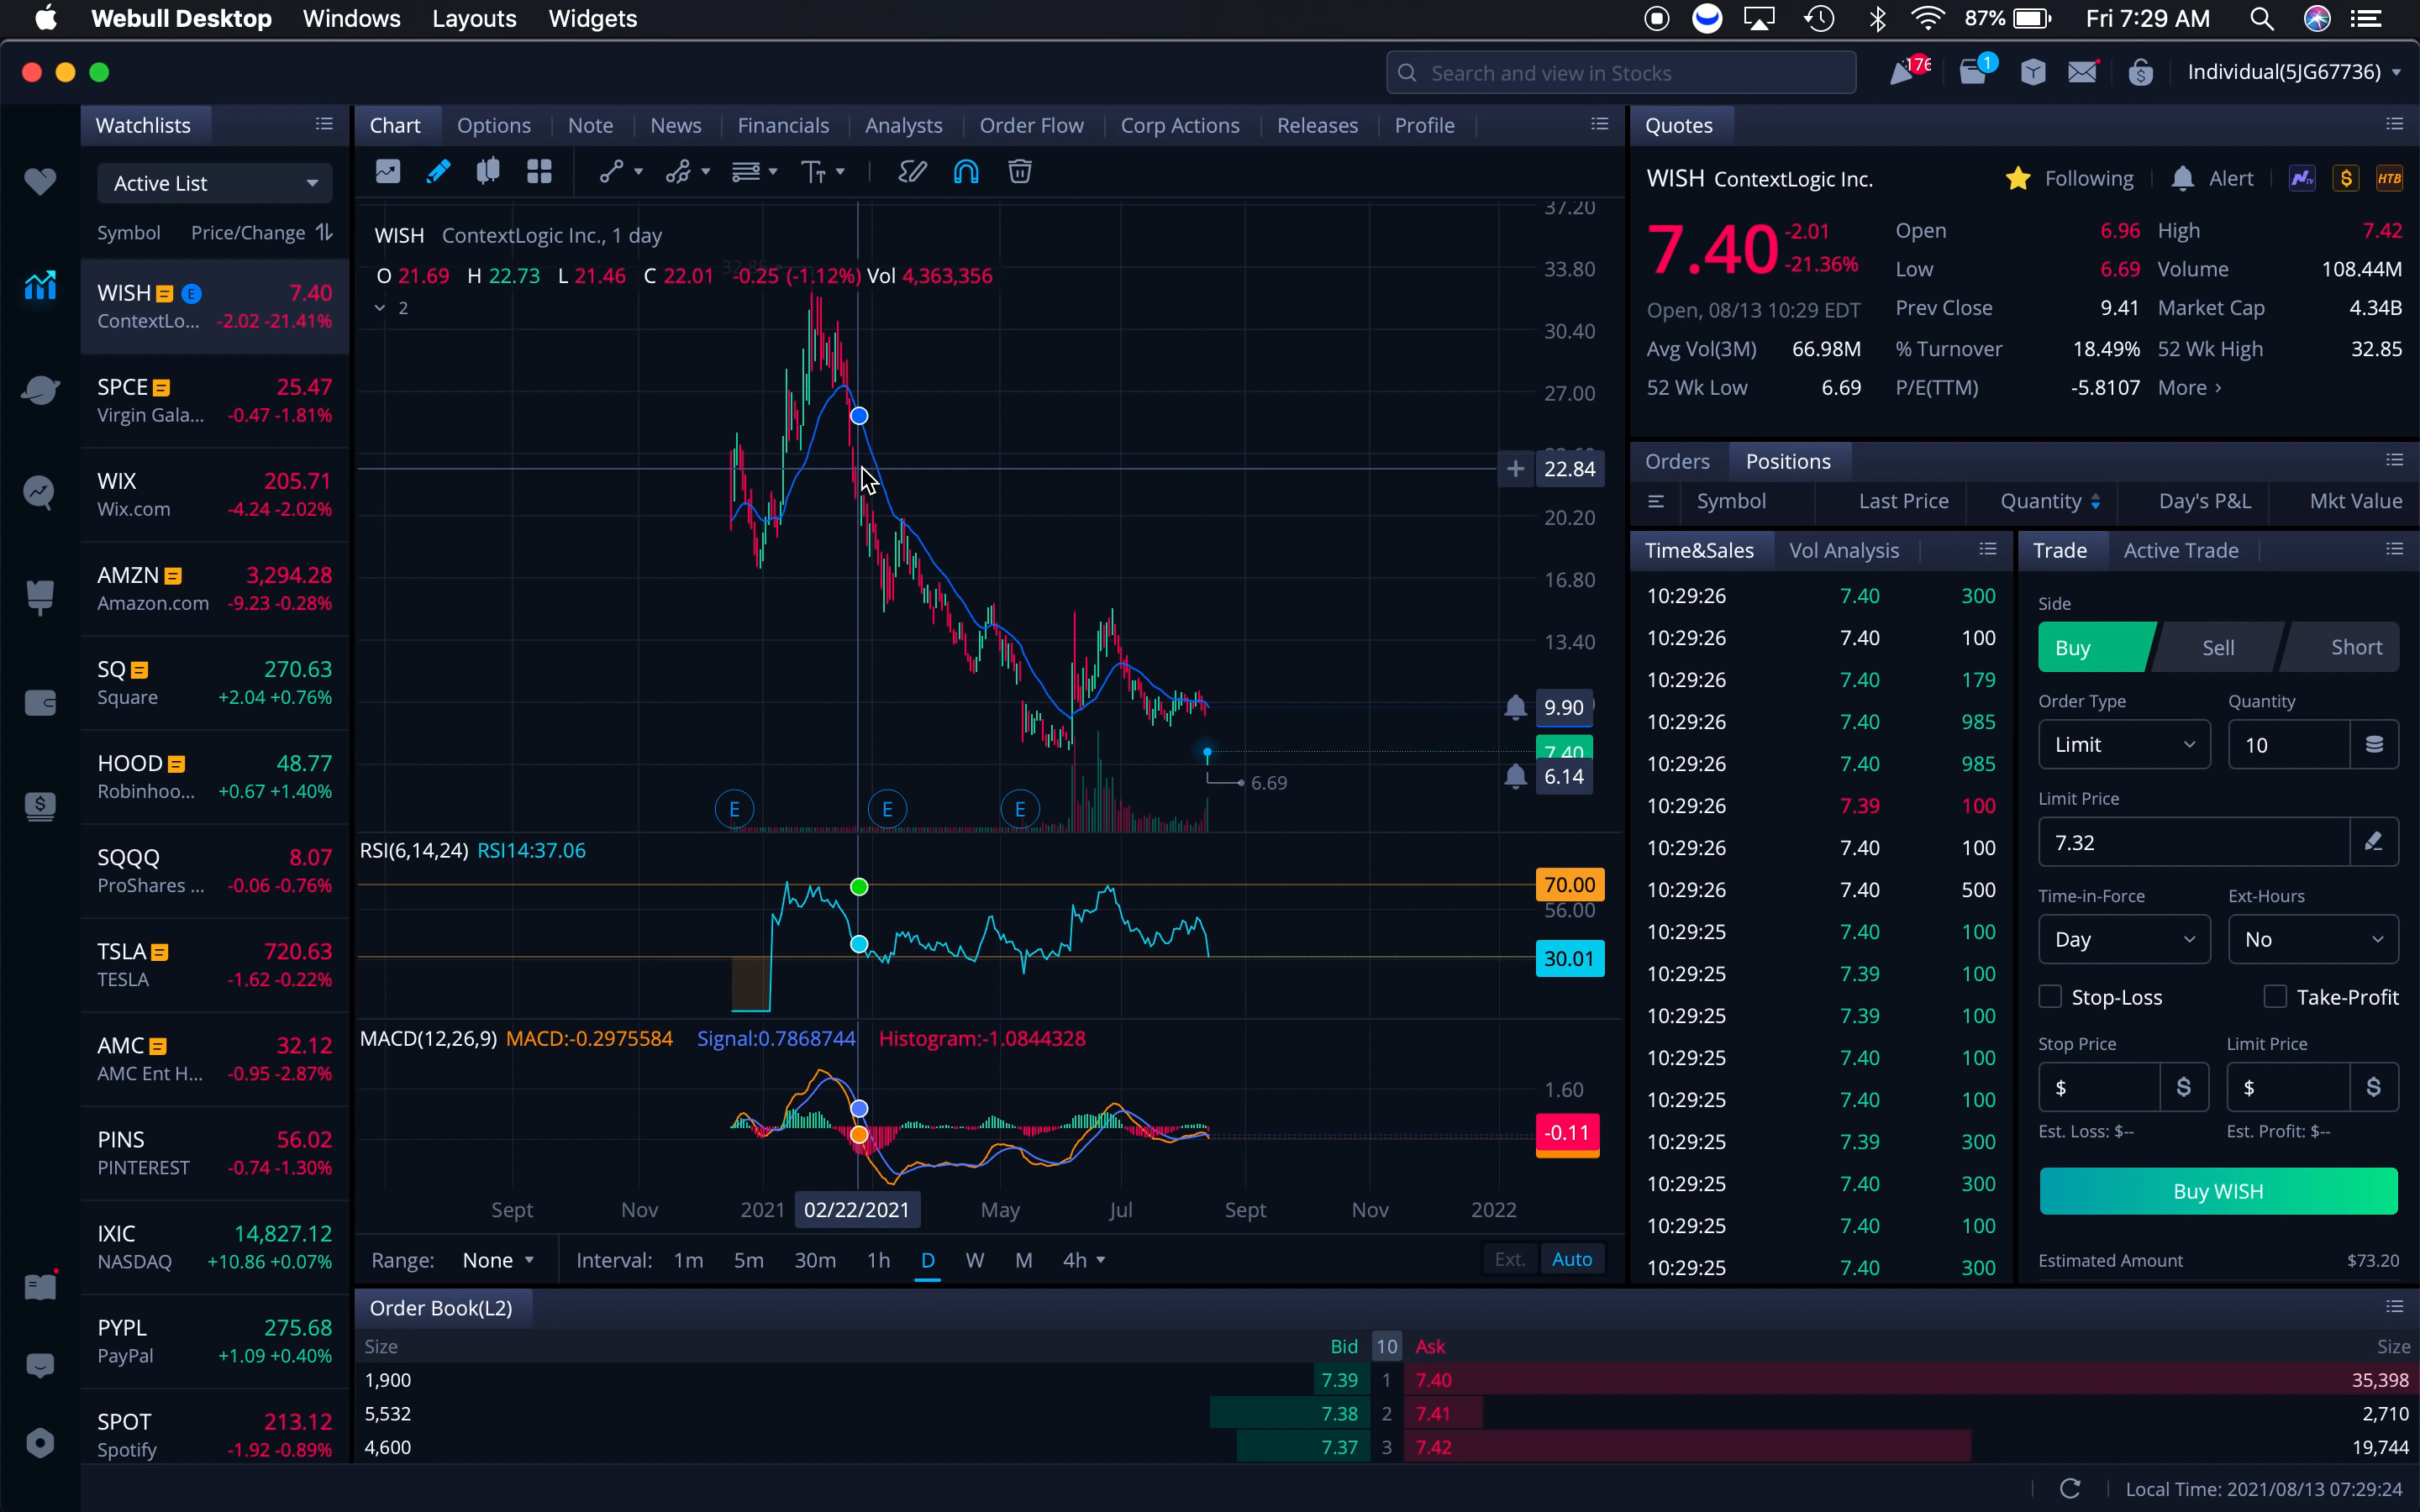 Webull Desktop Windows Layouts Widgets 87% Fri 7:29 AM
Search and view in Stocks 176 1 Individual(5JG67736)
Watchlists
Active List
Symbol Price/Change
WISH E 7.40
ContextLo... -2.02 -21.41%
SPCE 25.47
Virgin Gala... -0.47 -1.81%
WIX 205.71
Wix.com -4.24 -2.02%
AMZN 3,294.28
Amazon.com -9.23 -0.28%
SQ 270.63
Square +2.04 +0.76%
HOOD 48.77
Robinhoo... +0.67 +1.40%
SQQQ 8.07
ProShares ... -0.06 -0.76%
TSLA 720.63
TESLA -1.62 -0.22%
AMC 32.12
AMC Ent H... -0.95 -2.87%
PINS 56.02
PINTEREST -0.74 -1.30%
IXIC 14,827.12
NASDAQ +10.86 +0.07%
PYPL 275.68
PayPal +1.09 +0.40%
SPOT 213.12
Spotify -1.92 -0.89%
Chart Options Note News Financials Analysts Order Flow Corp Actions Releases Profile
WISH ContextLogic Inc., 1 day
O 21.69 H 22.73 L 21.46 C 22.01 -0.25 (-1.12%) Vol 4,363,356
2
37.20
33.80
30.40
27.00
22.84
20.20
16.80
13.40
9.90
7.40
6.14
6.69
E E E
RSI(6,14,24) RSI14:37.06
70.00
56.00
30.01
MACD(12,26,9) MACD:-0.2975584 Signal:0.7868744 Histogram:-1.0844328
1.60
-0.11
Sept Nov 2021 02/22/2021 May Jul Sept Nov 2022
Range: None Interval: 1m 5m 30m 1h D W M 4h Ext. Auto
Quotes
WISH ContextLogic Inc. Following Alert HTB
7.40 -2.01
-21.36%
Open, 08/13 10:29 EDT
Open 6.96 High 7.42
Low 6.69 Volume 108.44M
Prev Close 9.41 Market Cap 4.34B
Avg Vol(3M) 66.98M % Turnover 18.49% 52 Wk High 32.85
52 Wk Low 6.69 P/E(TTM) -5.8107 More
Orders Positions
Symbol Last Price Quantity Day's P&L Mkt Value
Time&Sales Vol Analysis
10:29:26 7.40 300
10:29:26 7.40 100
10:29:26 7.40 179
10:29:26 7.40 985
10:29:26 7.40 985
10:29:26 7.39 100
10:29:26 7.40 100
10:29:26 7.40 500
10:29:25 7.40 100
10:29:25 7.39 100
10:29:25 7.39 100
10:29:25 7.40 100
10:29:25 7.40 100
10:29:25 7.39 300
10:29:25 7.40 300
10:29:25 7.40 100
10:29:25 7.40 300
Trade Active Trade
Side
Buy Sell Short
Order Type Quantity
Limit 10
Limit Price
7.32
Time-in-Force Ext-Hours
Day No
Stop-Loss Take-Profit
Stop Price Limit Price
$ $ $ $
Est. Loss: $-- Est. Profit: $--
Buy WISH
Estimated Amount $73.20
Order Book(L2)
Size Bid 10 Ask Size
1,900 7.39 1 7.40 35,398
5,532 7.38 2 7.41 2,710
4,600 7.37 3 7.42 19,744
Local Time: 2021/08/13 07:29:24